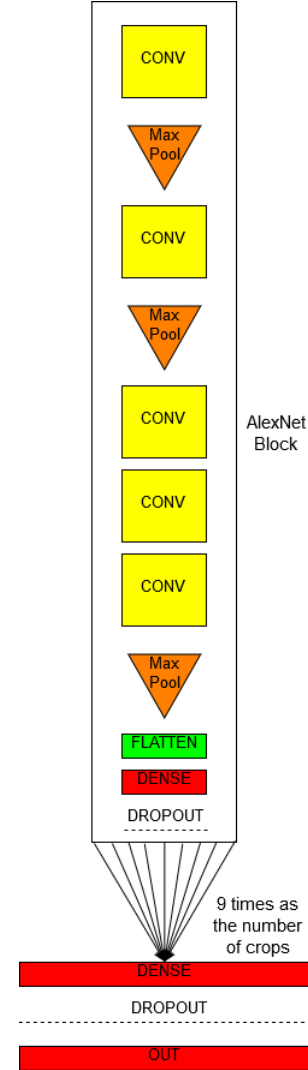 CONV
Max
Pool
CONV
Max
Pool
CONV
AlexNet
Block
CONV
CONV
Max
Pool
FLATTEN
DENSE
DROPOUT
9 times as
the number
of crops
DENSE
DROPOUT
OUT